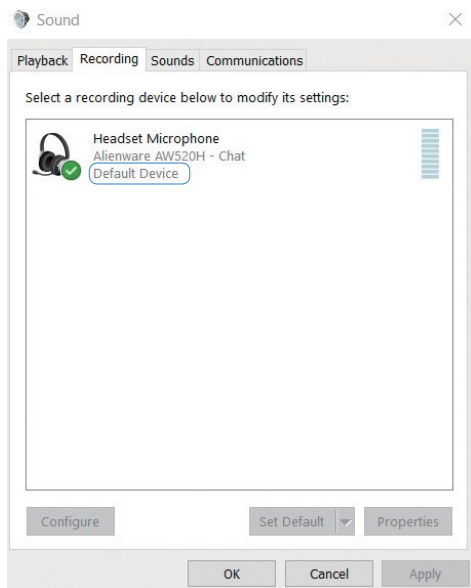 Sound
Playback Recording Sounds Communications
Select a recording device below to modify its settings:
Headset Microphone
Alienware AW520H - Chat
Default Device
Configure Set Default Properties
OK Cancel Apply